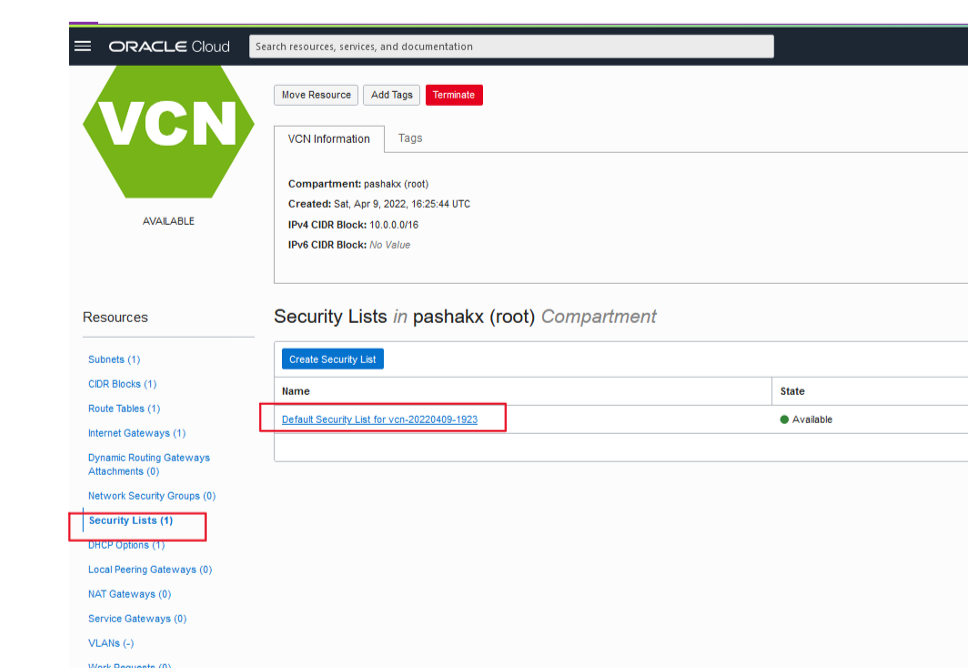 ORACLE Cloud
Search resources, services, and documentation
VCN
AVAILABLE
Move Resource
Add Tags
Terminate
VCN Information
Tags
Compartment: pashakx (root)
Created: Sat, Apr 9, 2022, 16:25:44 UTC
IPv4 CIDR Block: 10.0.0.0/16
IPv6 CIDR Block: No Value
Resources
Subnets (1)
CIDR Blocks (1)
Route Tables (1)
Internet Gateways (1)
Dynamic Routing Gateways
Attachments (0)
Network Security Groups (0)
Security Lists (1)
DHCP Options (1)
Local Peering Gateways (0)
NAT Gateways (0)
Service Gateways (0)
VLANs (-)
Work Requests (0)
Security Lists in pashakx (root) Compartment
Create Security List
Name
State
Default Security List for vcn-20220409-1923
Available